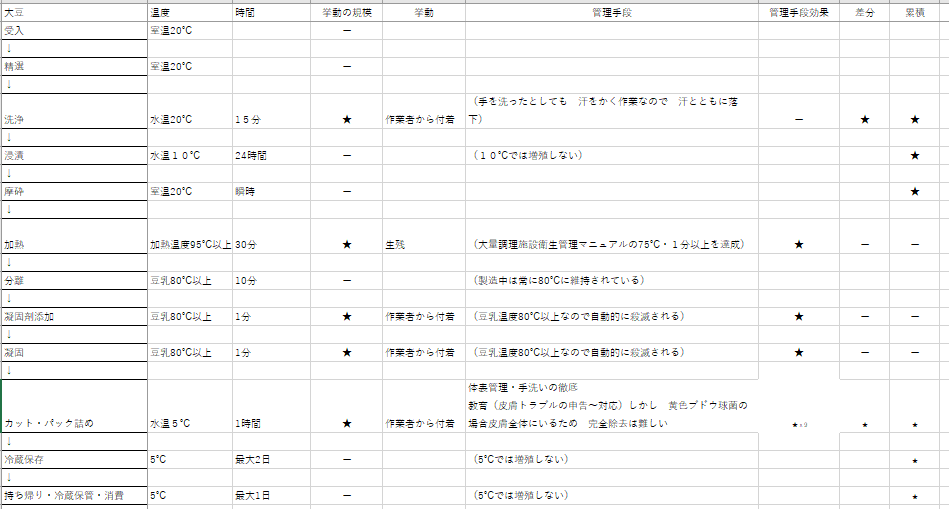 大豆 温度 時間 挙動の規模 挙動 管理手段 管理手段効果 差分 累積
受入 室温20℃ ー
↓
精選 室温20℃ ー
↓
（手を洗ったとしても　汗をかく作業なので　汗とともに落
洗浄 水温20℃ 15分 ★ 作業者から付着 下） ー ★ ★
↓
浸漬 水温１０℃ 24時間 ー （１０℃では増殖しない） ★
↓
摩砕 室温20℃ 瞬時 ー ★
↓
加熱 加熱温度95℃以上 30分 ★ 生残 （大量調理施設衛生管理マニュアルの75℃・１分以上を達成） ★ ー ー
↓
分離 豆乳80℃以上 10分 ー （製造中は常に80℃に維持されている）
↓
凝固剤添加 豆乳80℃以上 1分 ★ 作業者から付着 （豆乳温度80℃以上なので自動的に殺滅される） ★ ー ー
↓
凝固 豆乳80℃以上 1分 ★ 作業者から付着 （豆乳温度80℃以上なので自動的に殺滅される） ★ ー ー
↓
体表管理・手洗いの徹底
教育（皮膚トラブルの申告～対応）しかし　黄色ブドウ球菌の
カット・パック詰め 水温５℃ 1時間 ★ 作業者から付着 場合皮膚全体にいるため　完全除去は難しい ★ ★ ★
↓
冷蔵保存 5℃ 最大2日 ー （5℃では増殖しない） ★
↓
持ち帰り・冷蔵保管・消費 5℃ 最大1日 ー （5℃では増殖しない） ★